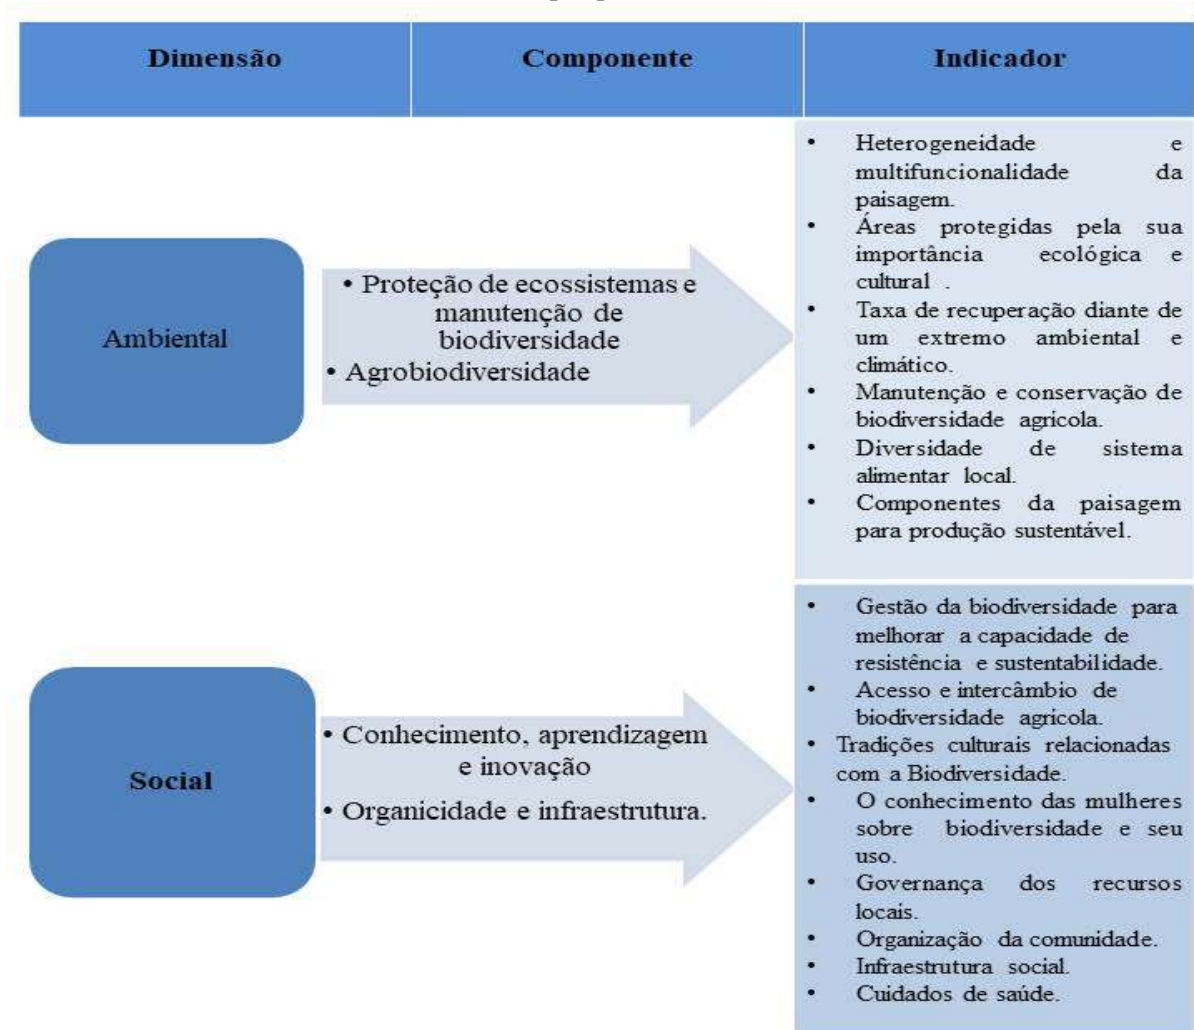 Dimensão
Componente
Indicador
Ambiental
• Proteção de ecossistemas e
manutenção de
biodiversidade
• Agrobiodiversidade
• Heterogeneidade e
multifuncionalidade da
paisagem.
• Áreas protegidas pela sua
importância ecológica e
cultural .
• Taxa de recuperação diante de
um extremo ambiental e
climático.
• Manutenção e conservação de
biodiversidade agrícola.
• Diversidade de sistema
alimentar local.
• Componentes da paisagem
para produção sustentável.
Social
• Conhecimento, aprendizagem
e inovação
• Organicidade e infraestrutura.
• Gestão da biodiversidade para
melhorar a capacidade de
resistência e sustentabilidade.
• Acesso e intercâmbio de
biodiversidade agrícola.
• Tradições culturais relacionadas
com a Biodiversidade.
• O conhecimento das mulheres
sobre biodiversidade e seu
uso.
• Governança dos recursos
locais.
• Organização da comunidade.
• Infraestrutura social.
• Cuidados de saúde.